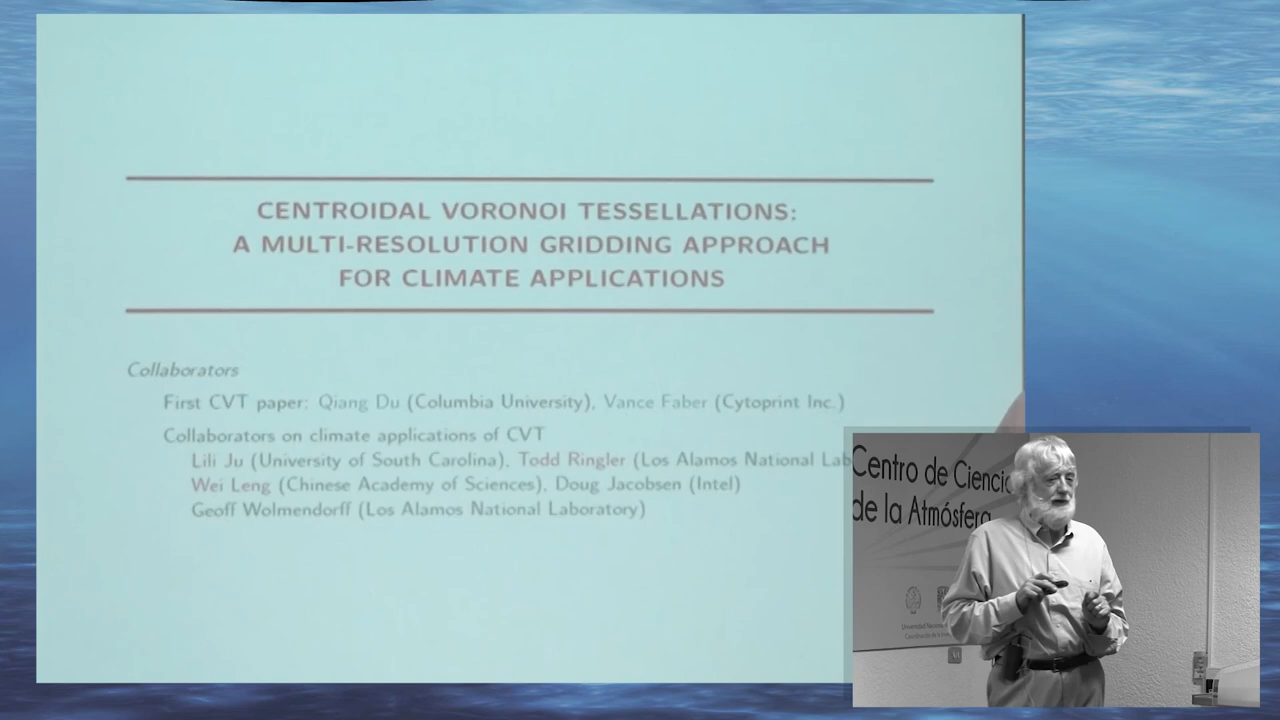 CENTROIDAL VORONOI TESSELLATIONS:
A MULTI-RESOLUTION GRIDDING APPROACH
FOR CLIMATE APPLICATIONS
Collaborators
First CVT paper: Qiang Du (Columbia University), Vance Faber (Cytoprint Inc.)
Collaborators on climate applications of CVT
Lili Ju (University of South Carolina), Todd Ringler (Los Alamos National Lab
Wei Leng (Chinese Academy of Sciences), Doug Jacobsen (Intel)
Geoff Wolmendorff (Los Alamos National Laboratory)
Centro de Cienci
de la Atmósfera
Universidad